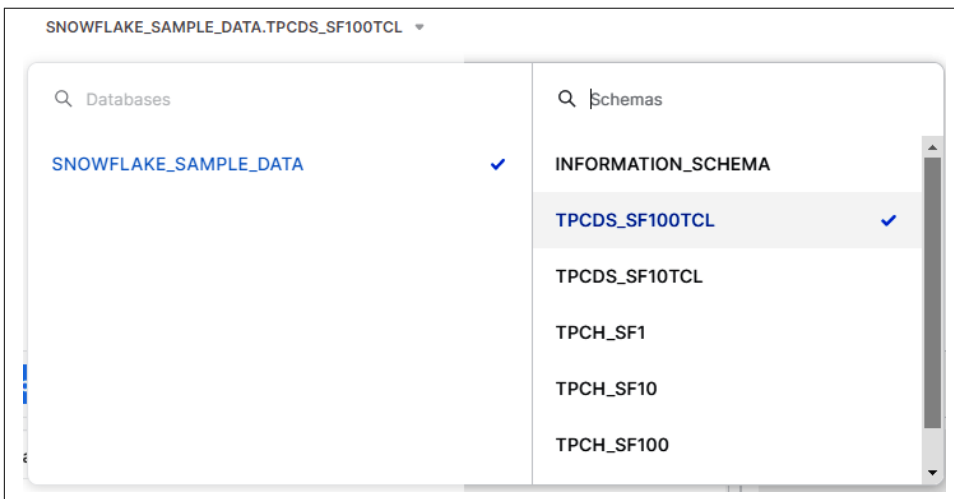 SNOWFLAKE_SAMPLE_DATA.TPCDS_SF100TCL
Databases
SNOWFLAKE_SAMPLE_DATA
Schemas
INFORMATION_SCHEMA
TPCDS_SF100TCL
TPCDS_SF10TCL
TPCH_SF1
TPCH_SF10
TPCH_SF100